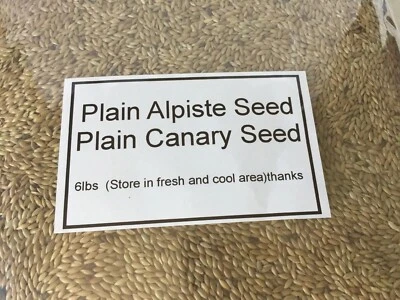 Plain Alpiste Seed
Plain Canary Seed
6lbs (Store in fresh and cool area)thanks